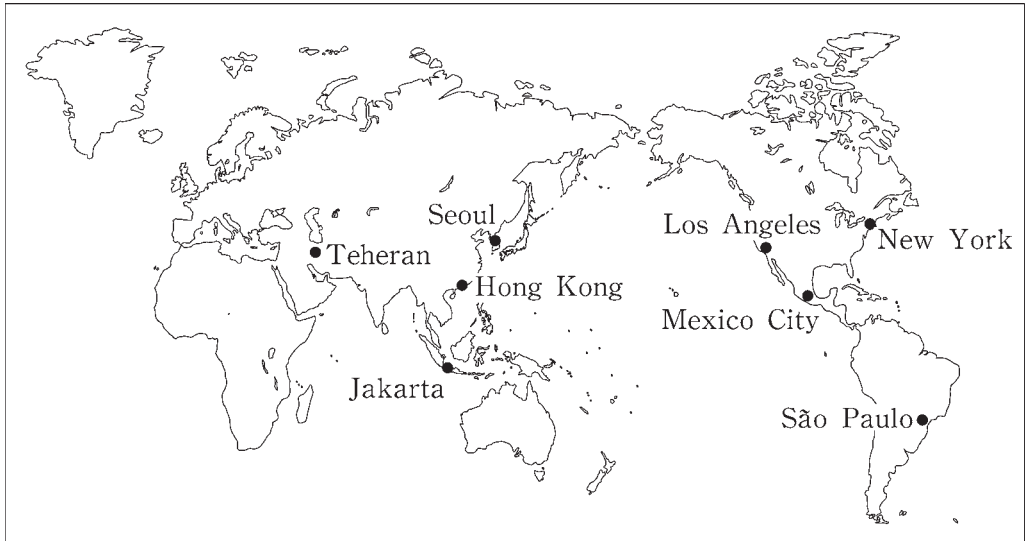 Seoul
Los Angeles
New York
Teheran
Hong Kong
Mexico City
Jakarta
São Paulo